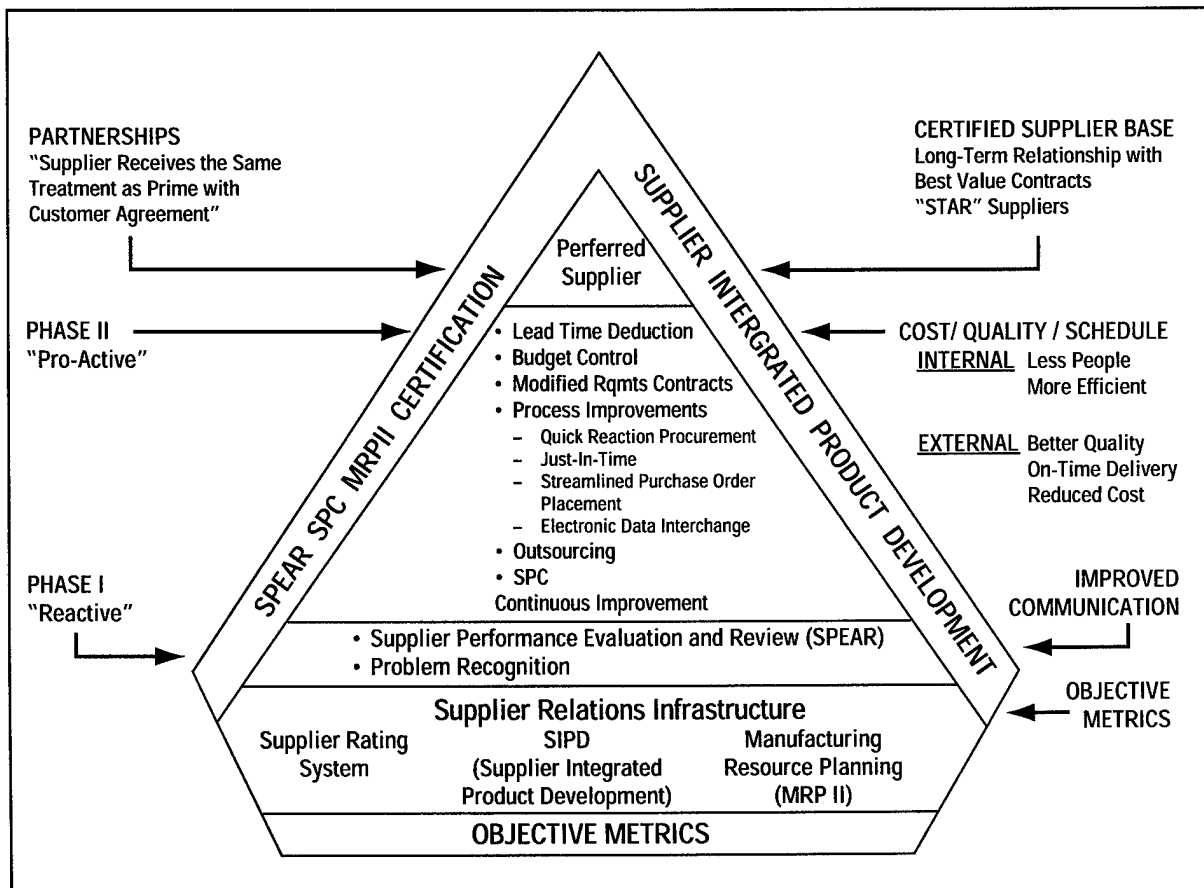 PARTNERSHIPS
"Supplier Receives the Same
Treatment as Prime with
Customer Agreement"
PHASE II
"Pro-Active"
PHASE I
"Reactive"
SPEAR SPC MRPII CERTIFICATION
Perferred
Supplier
• Lead Time Deduction
• Budget Control
• Modified Rqmts Contracts
• Process Improvements
– Quick Reaction Procurement
– Just-In-Time
– Streamlined Purchase Order
Placement
– Electronic Data Interchange
• Outsourcing
• SPC
Continuous Improvement
• Supplier Performance Evaluation and Review (SPEAR)
• Problem Recognition
Supplier Relations Infrastructure
Supplier Rating
System
SIPD
(Supplier Integrated
Product Development)
Manufacturing
Resource Planning
(MRP II)
OBJECTIVE METRICS
SUPPLIER INTERGRATED PRODUCT DEVELOPMENT
CERTIFIED SUPPLIER BASE
Long-Term Relationship with
Best Value Contracts
"STAR" Suppliers
COST/ QUALITY / SCHEDULE
INTERNAL Less People
More Efficient
EXTERNAL Better Quality
On-Time Delivery
Reduced Cost
IMPROVED
COMMUNICATION
OBJECTIVE
METRICS